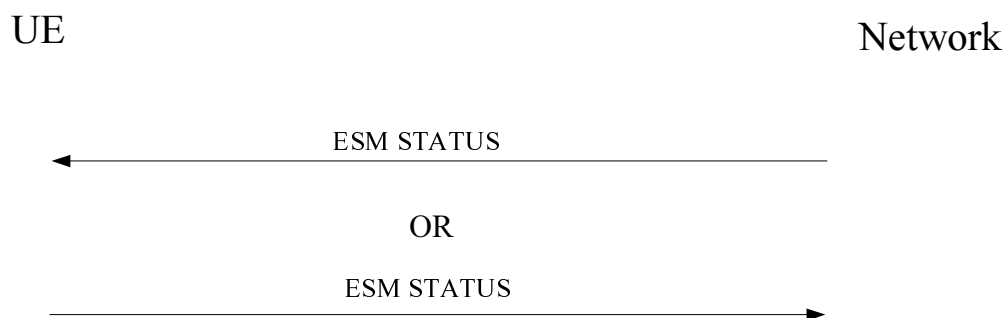 UE
Network
ESM STATUS
OR
ESM STATUS